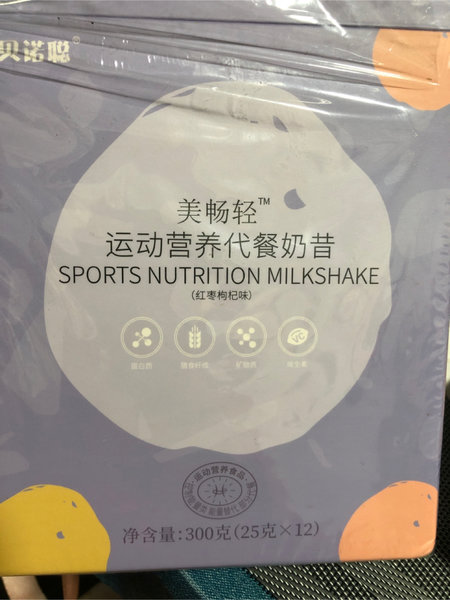 贝诺聪®
美畅轻™
运动营养代餐奶昔
SPORTS NUTRITION MILKSHAKE
(红枣枸杞味)
VC
蛋白质 膳食纤维 矿物质 维生素
运动营养食品
净含量:300克(25克×12)